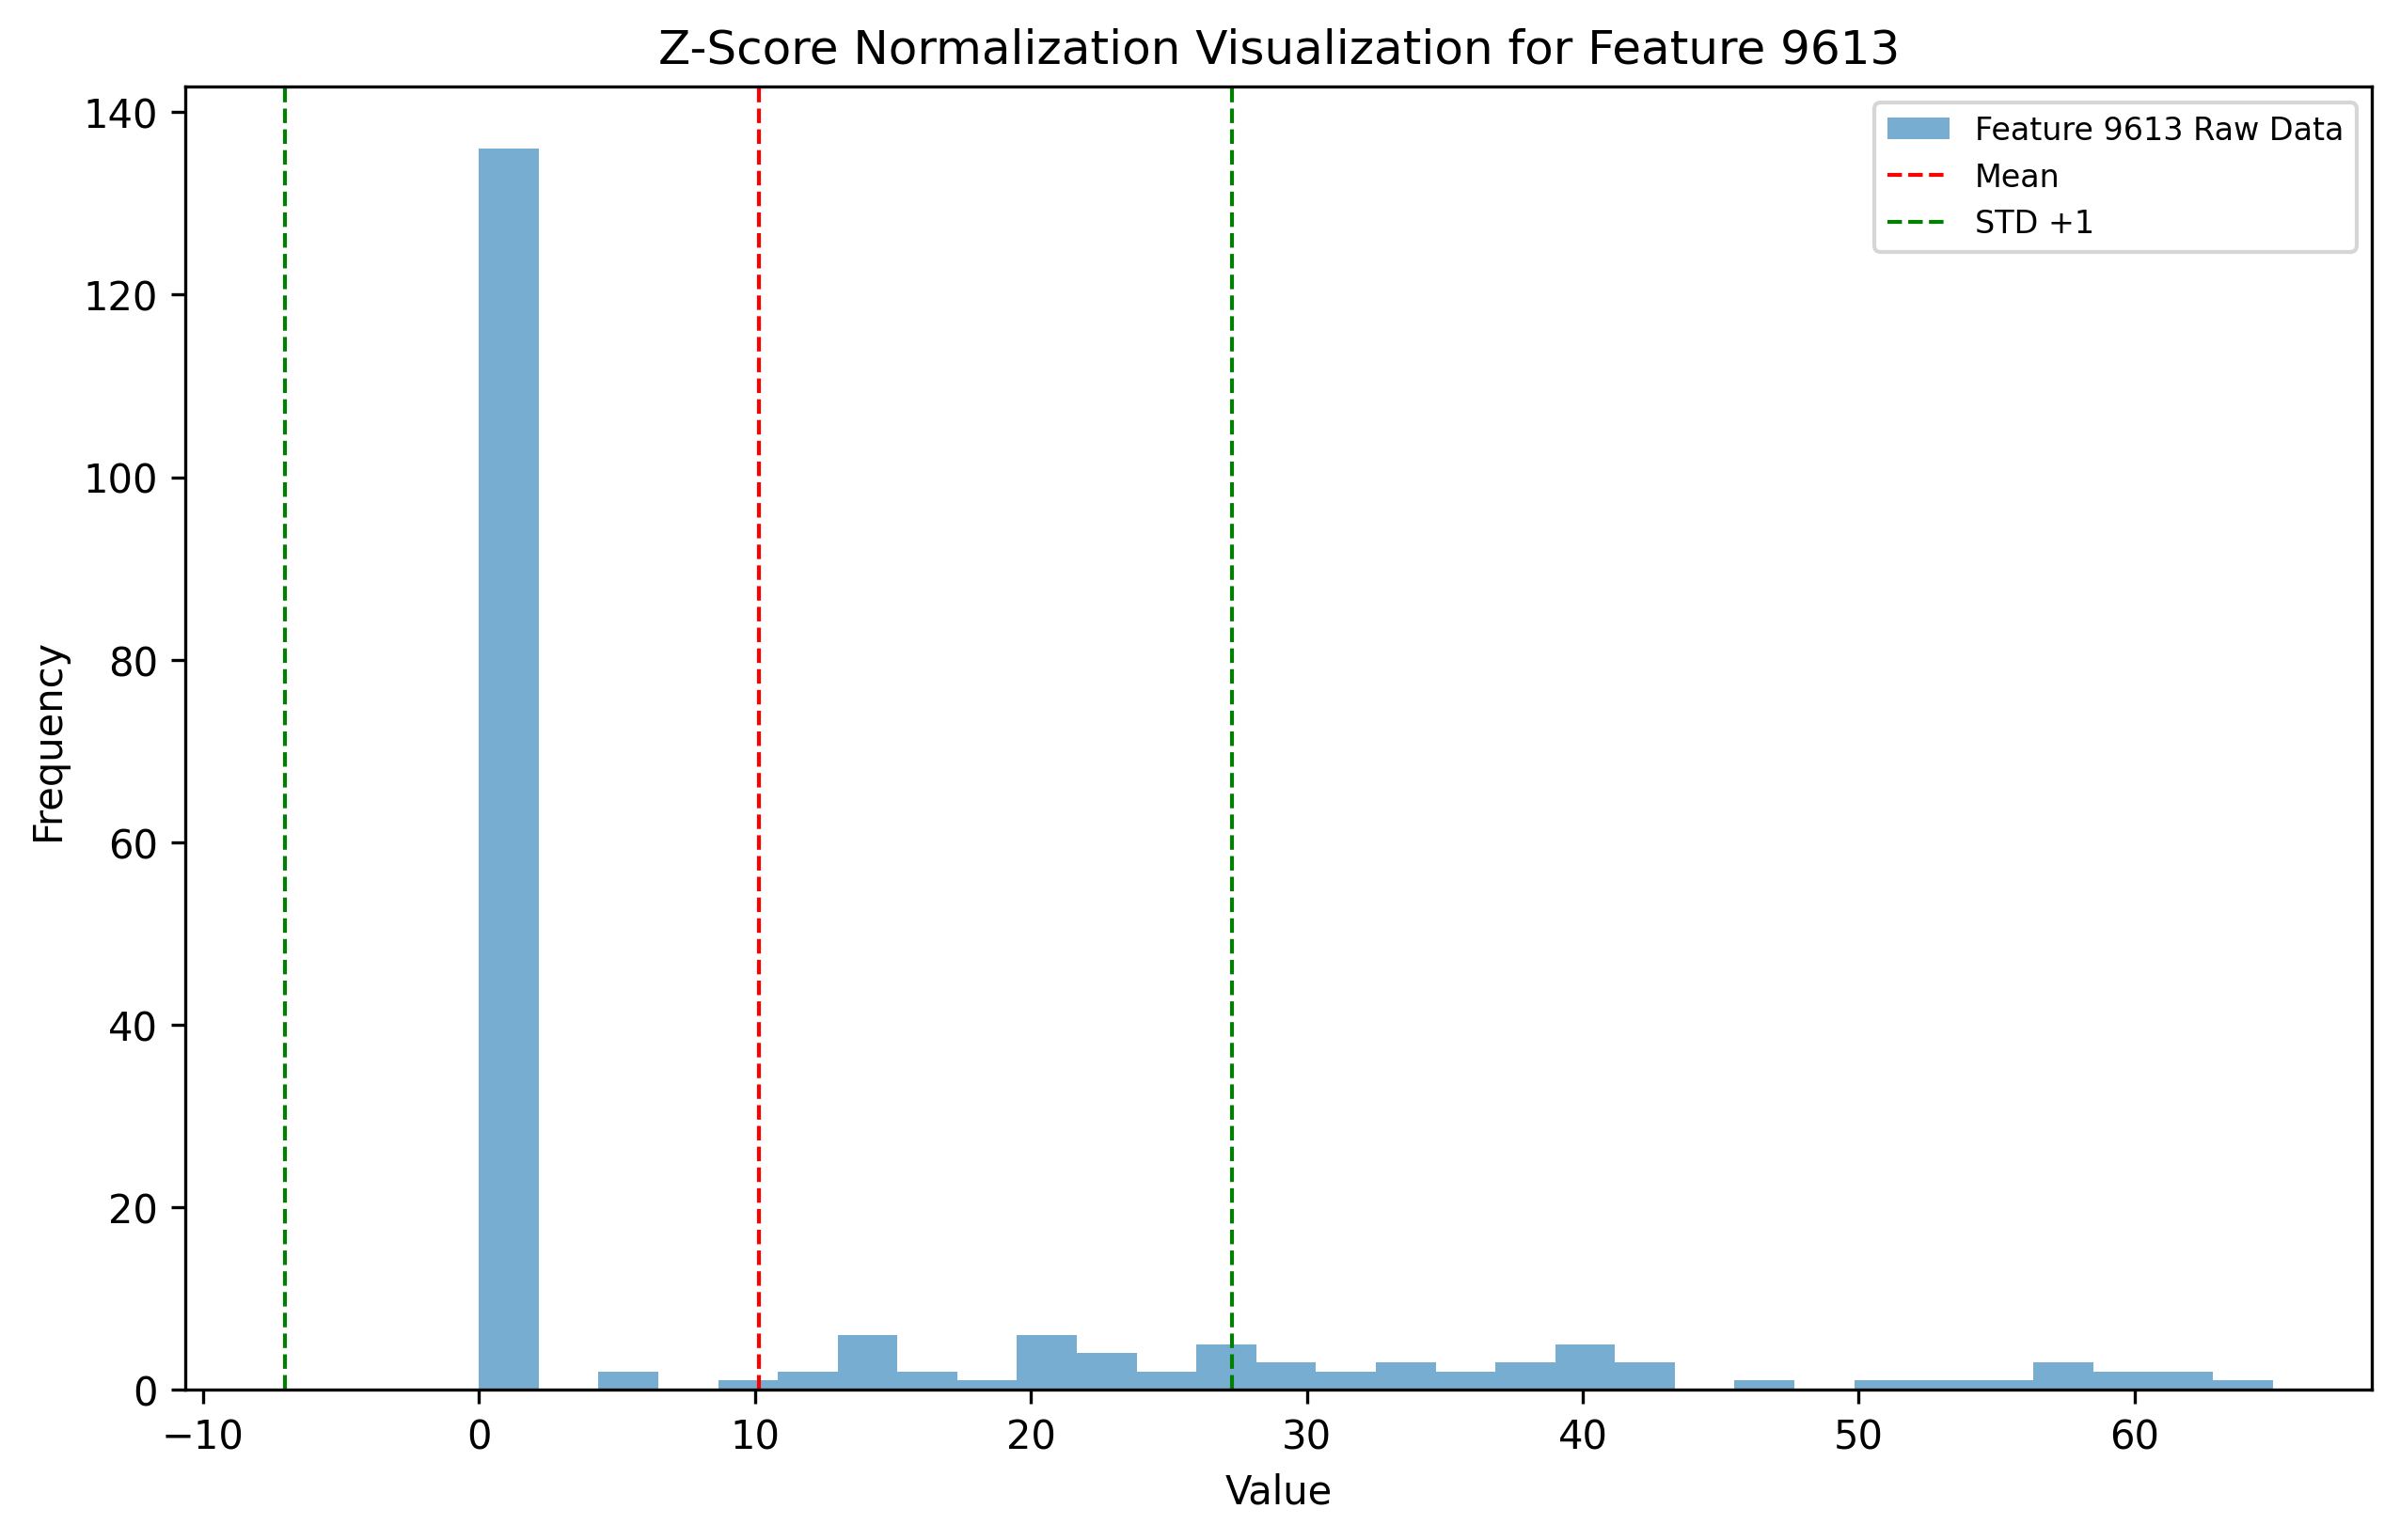 Z-Score Normalization Visualization for Feature 9613
Feature 9613 Raw Data
Mean
STD +1
140
120
100
80
60
40
20
0
Frequency
−10
0
10
20
30
40
50
60
Value